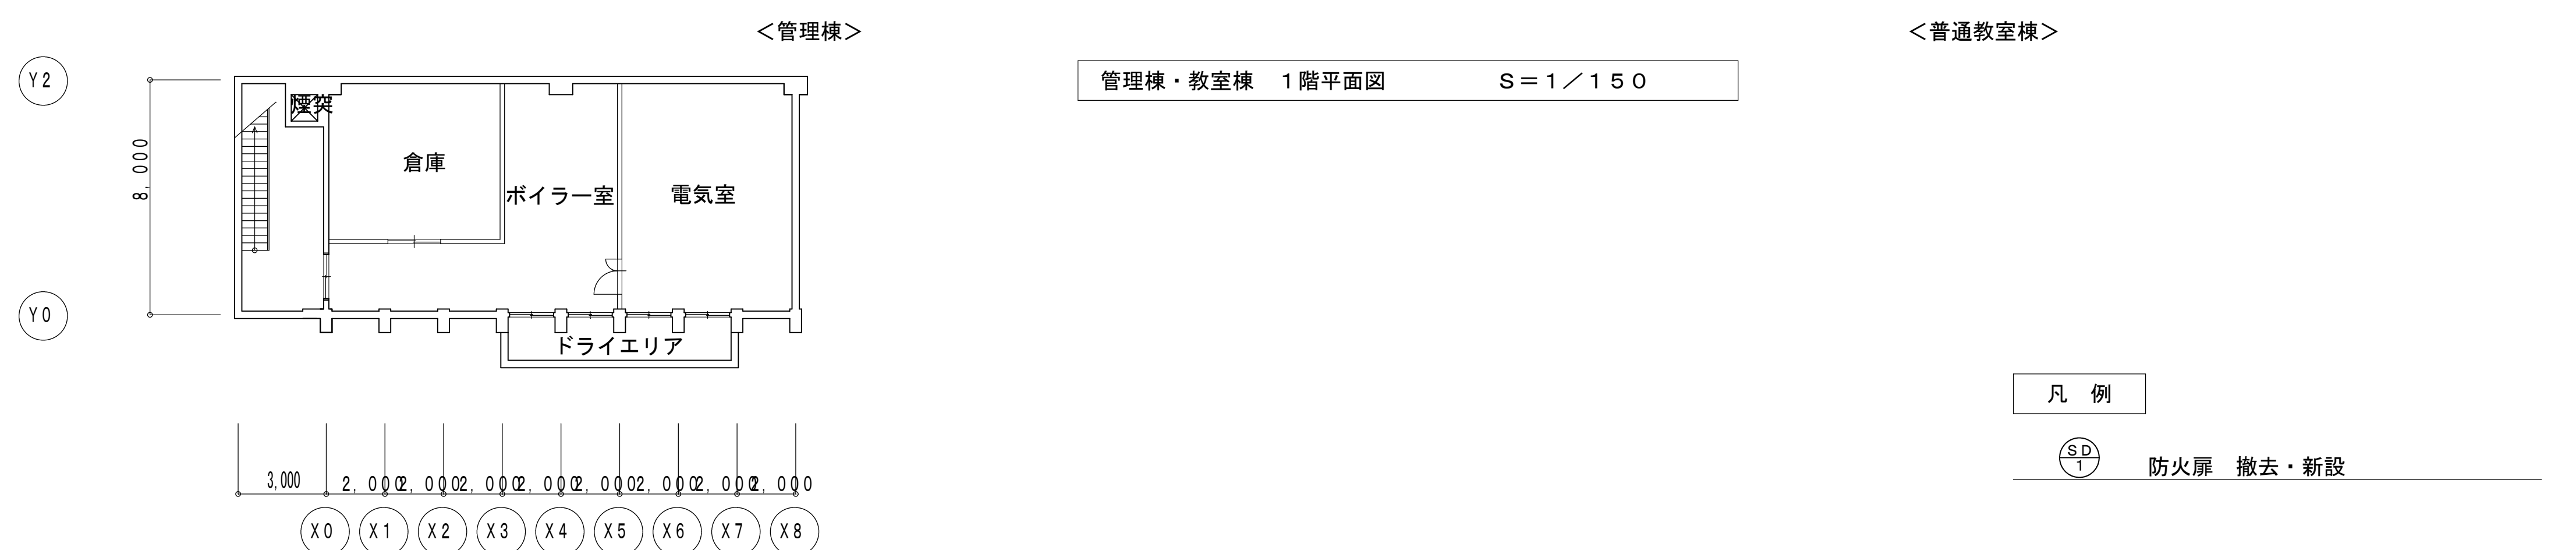 ＜管理棟＞
＜普通教室棟＞
管理棟・教室棟　１階平面図　　　　Ｓ＝１／１５０
Y2
煙突
8,000
倉庫
ボイラー室
電気室
Y0
ドライエリア
凡　例
SD
1
防火扉　撤去・新設
3,000
2,000
2,000
2,000
2,000
2,000
2,000
2,000
2,000
X0
X1
X2
X3
X4
X5
X6
X7
X8